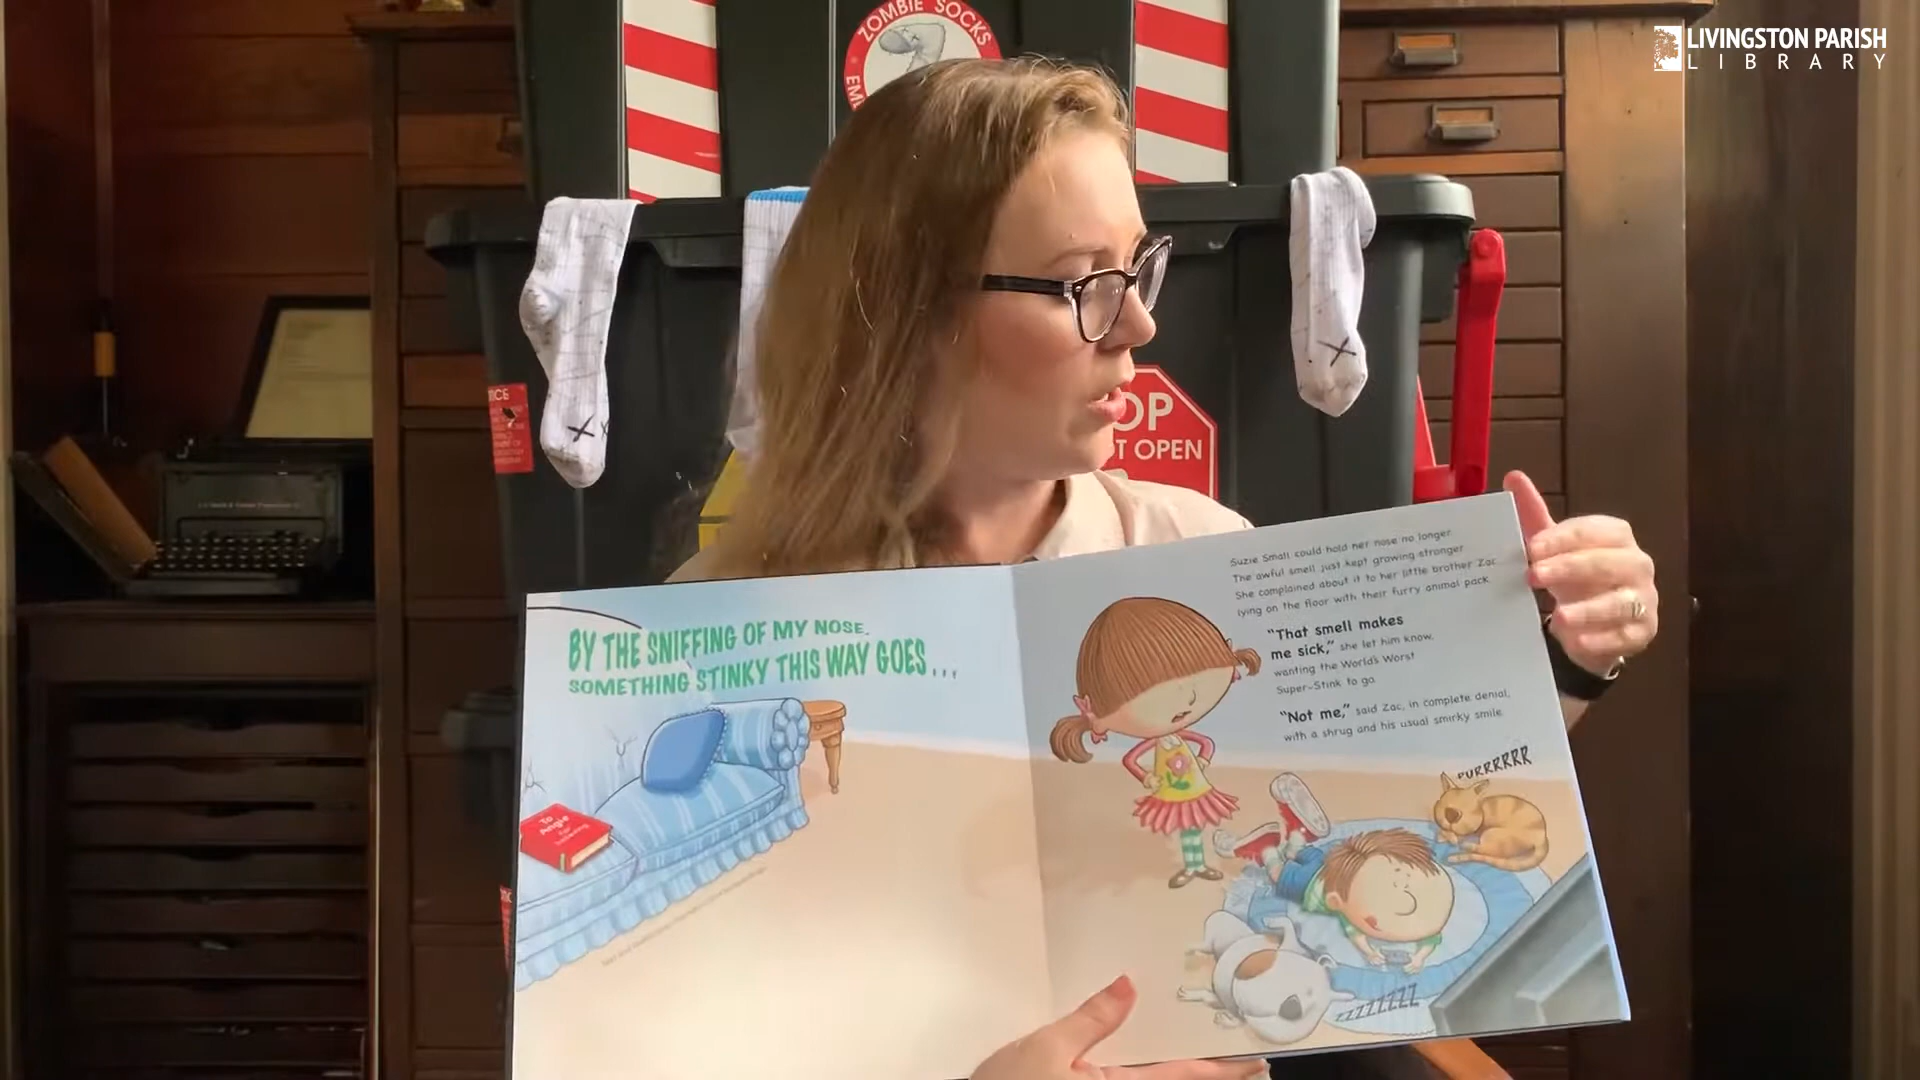 LIVINGSTON PARISH
LIBRARY
ZOMBIE SOCKS
OP
T OPEN
BY THE SNIFFING OF MY NOSE,
SOMETHING STINKY THIS WAY GOES...
To
Angie
Suzie Small could hold her nose no longer.
The awful smell just kept growing stronger.
She complained about it to her little brother Zac
lying on the floor with their furry animal pack.
"That smell makes
me sick," she let him know,
wanting the World's Worst
Super-Stink to go.
"Not me," said Zac, in complete denial,
with a shrug and his usual smirky smile.
PURRRRRR
ZZZZZZZZ